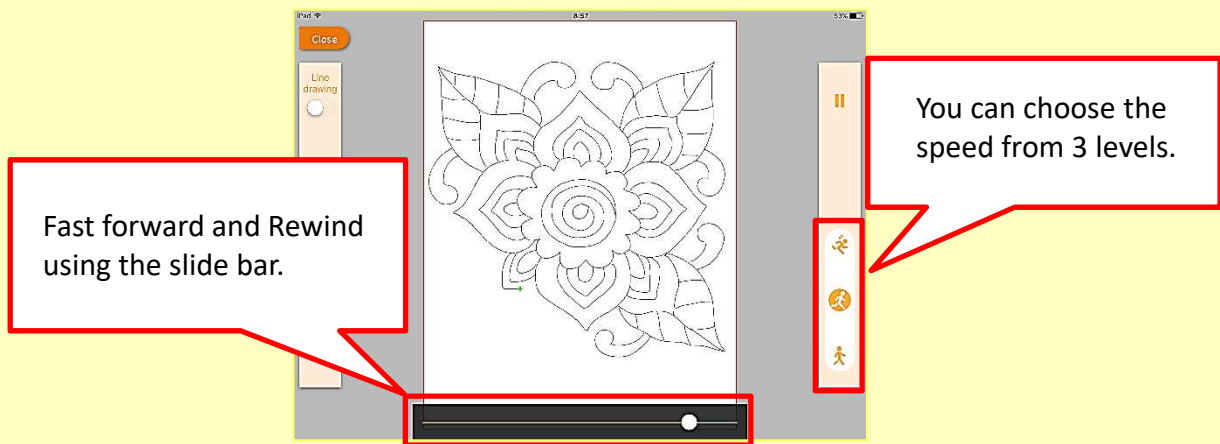 iPad
8:57
53%
Close
Line
drawing
You can choose the
speed from 3 levels.
Fast forward and Rewind
using the slide bar.